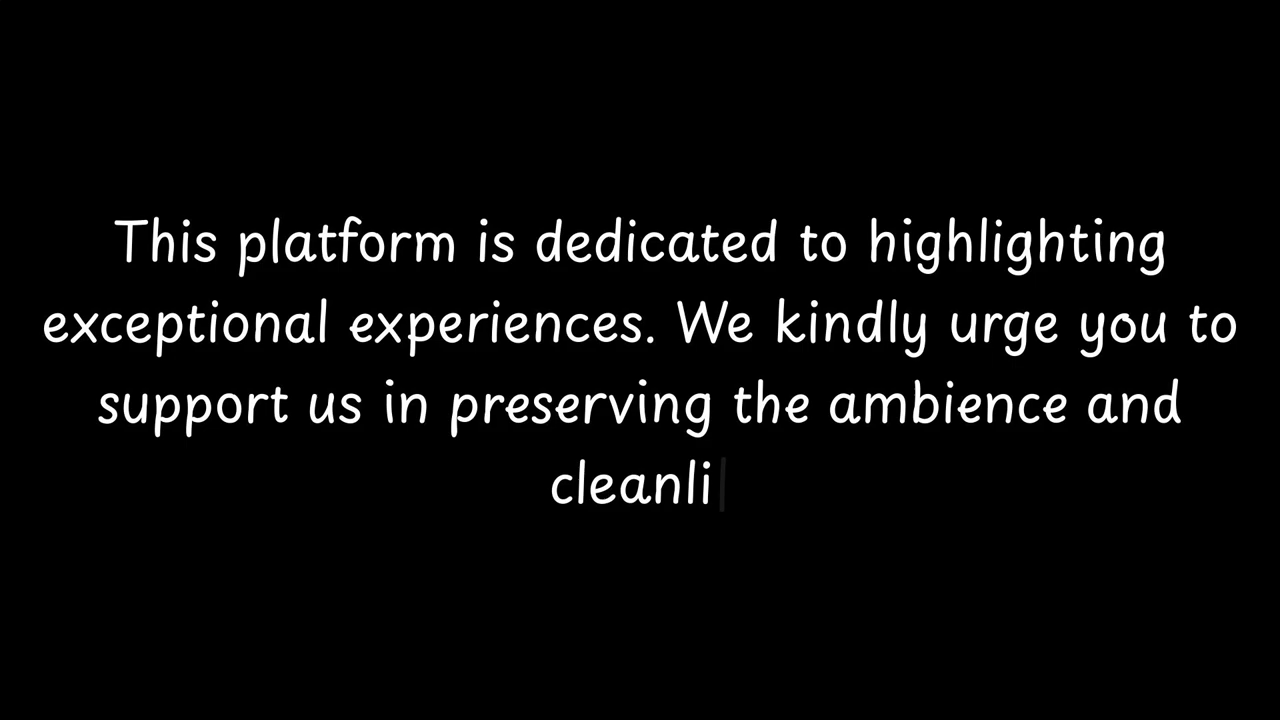 This platform is dedicated to highlighting
exceptional experiences. We kindly urge you to
support us in preserving the ambience and
cleanli